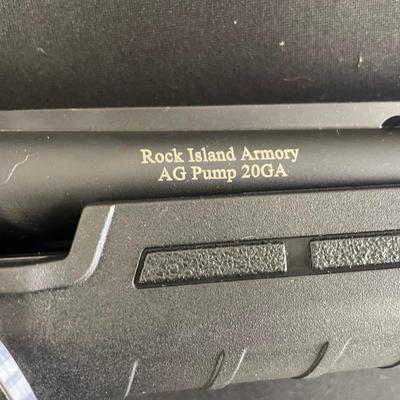 Rock Island Armory
AG Pump 20GA